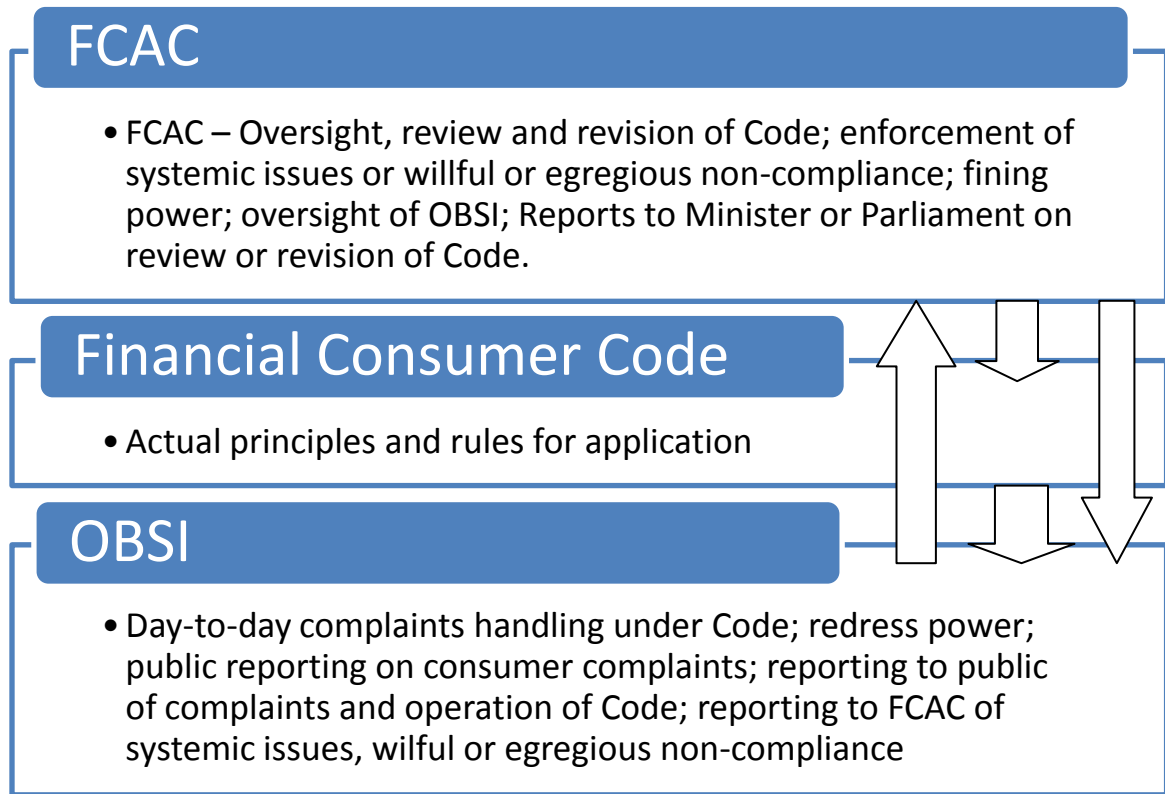 FCAC
• FCAC – Oversight, review and revision of Code; enforcement of
systemic issues or willful or egregious non-compliance; fining
power; oversight of OBSI; Reports to Minister or Parliament on
review or revision of Code.
Financial Consumer Code
• Actual principles and rules for application
OBSI
• Day-to-day complaints handling under Code; redress power;
public reporting on consumer complaints; reporting to public
of complaints and operation of Code; reporting to FCAC of
systemic issues, wilful or egregious non-compliance